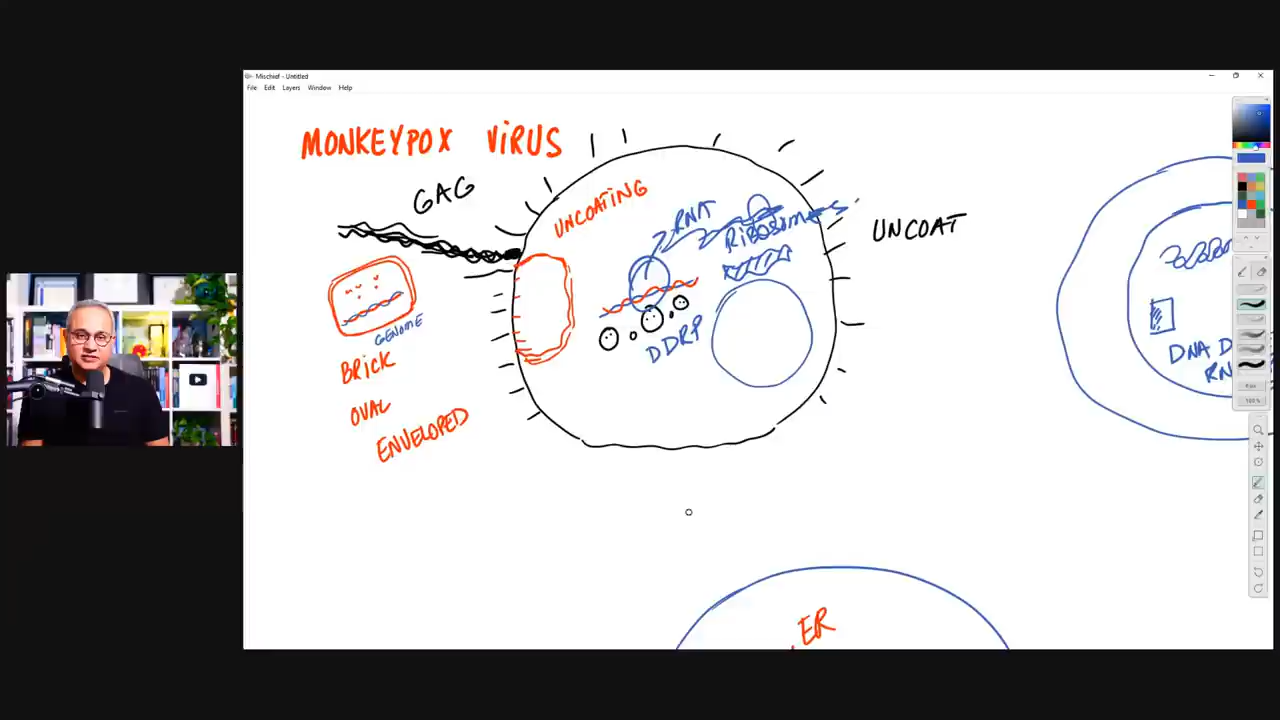 Mischief - Untitled
File Edit Layers Window Help
MONKEYPOX VIRUS
GAG
UNCOATING
RNA
RIBOSOMES
UNCOAT
GENOME
DDRP
BRICK
OVAL
ENVELOPED
DNA D
RN
ER
100%